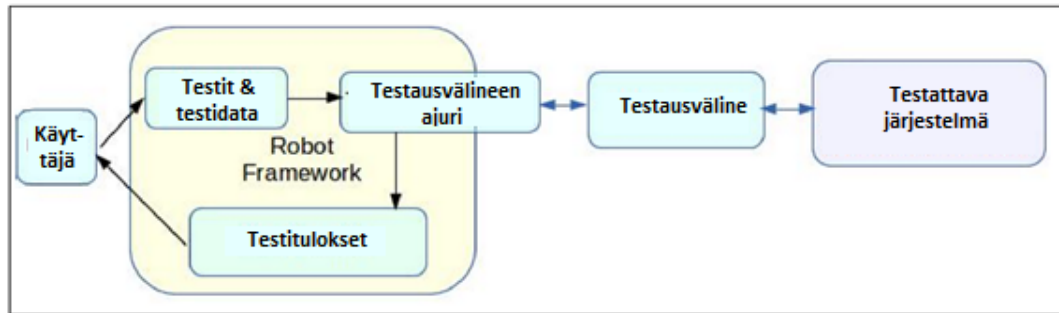 Käyt-
täjä
Testit &
testidata
Testausvälineen
ajuri
Robot
Framework
Testitulokset
Testausväline
Testattava
järjestelmä